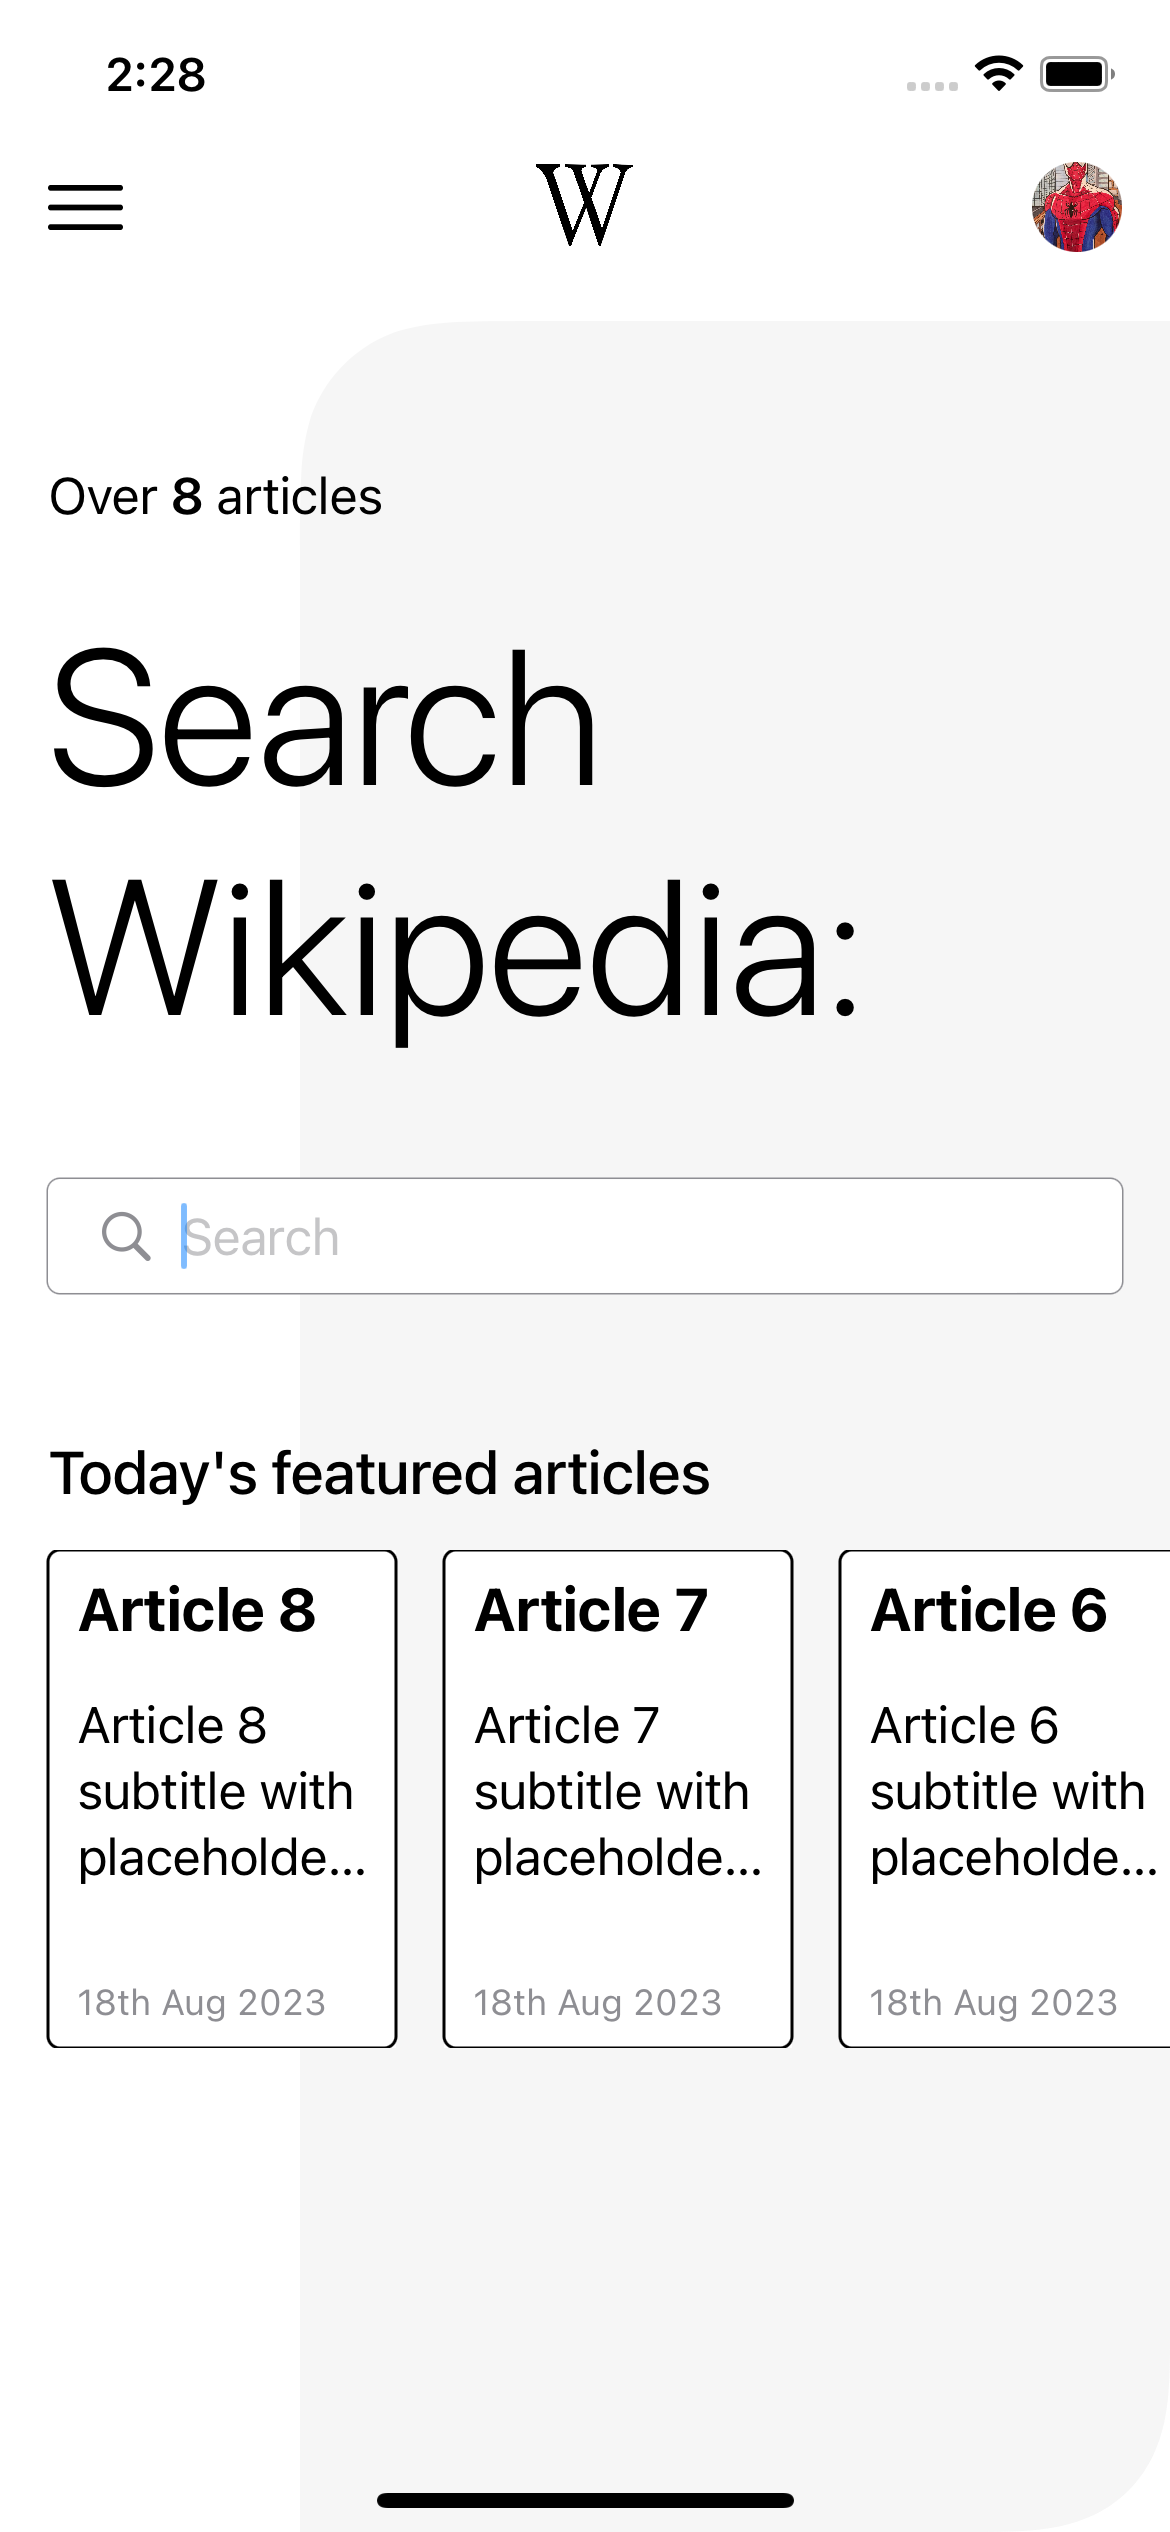 2:28
W
Over 8 articles
Search
Wikipedia:
Search
Today's featured articles
Article 8
Article 8
subtitle with
placeholde...
18th Aug 2023
Article 7
Article 7
subtitle with
placeholde...
18th Aug 2023
Article 6
Article 6
subtitle with
placeholde...
18th Aug 2023